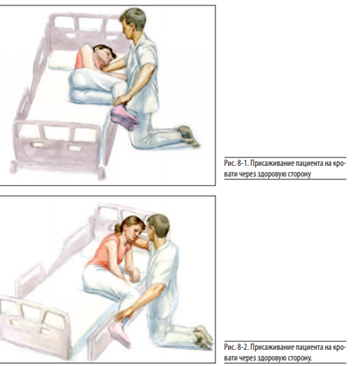 Рис. 8-1. Присаживание пациента на кро-
вати через здоровую сторону
Рис. 8-2. Присаживание пациента на кро-
вати через здоровую сторону.